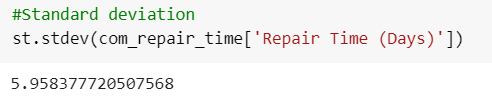 #Standard deviation
st.stdev(com_repair_time['Repair Time (Days)'])
5.958377720507568